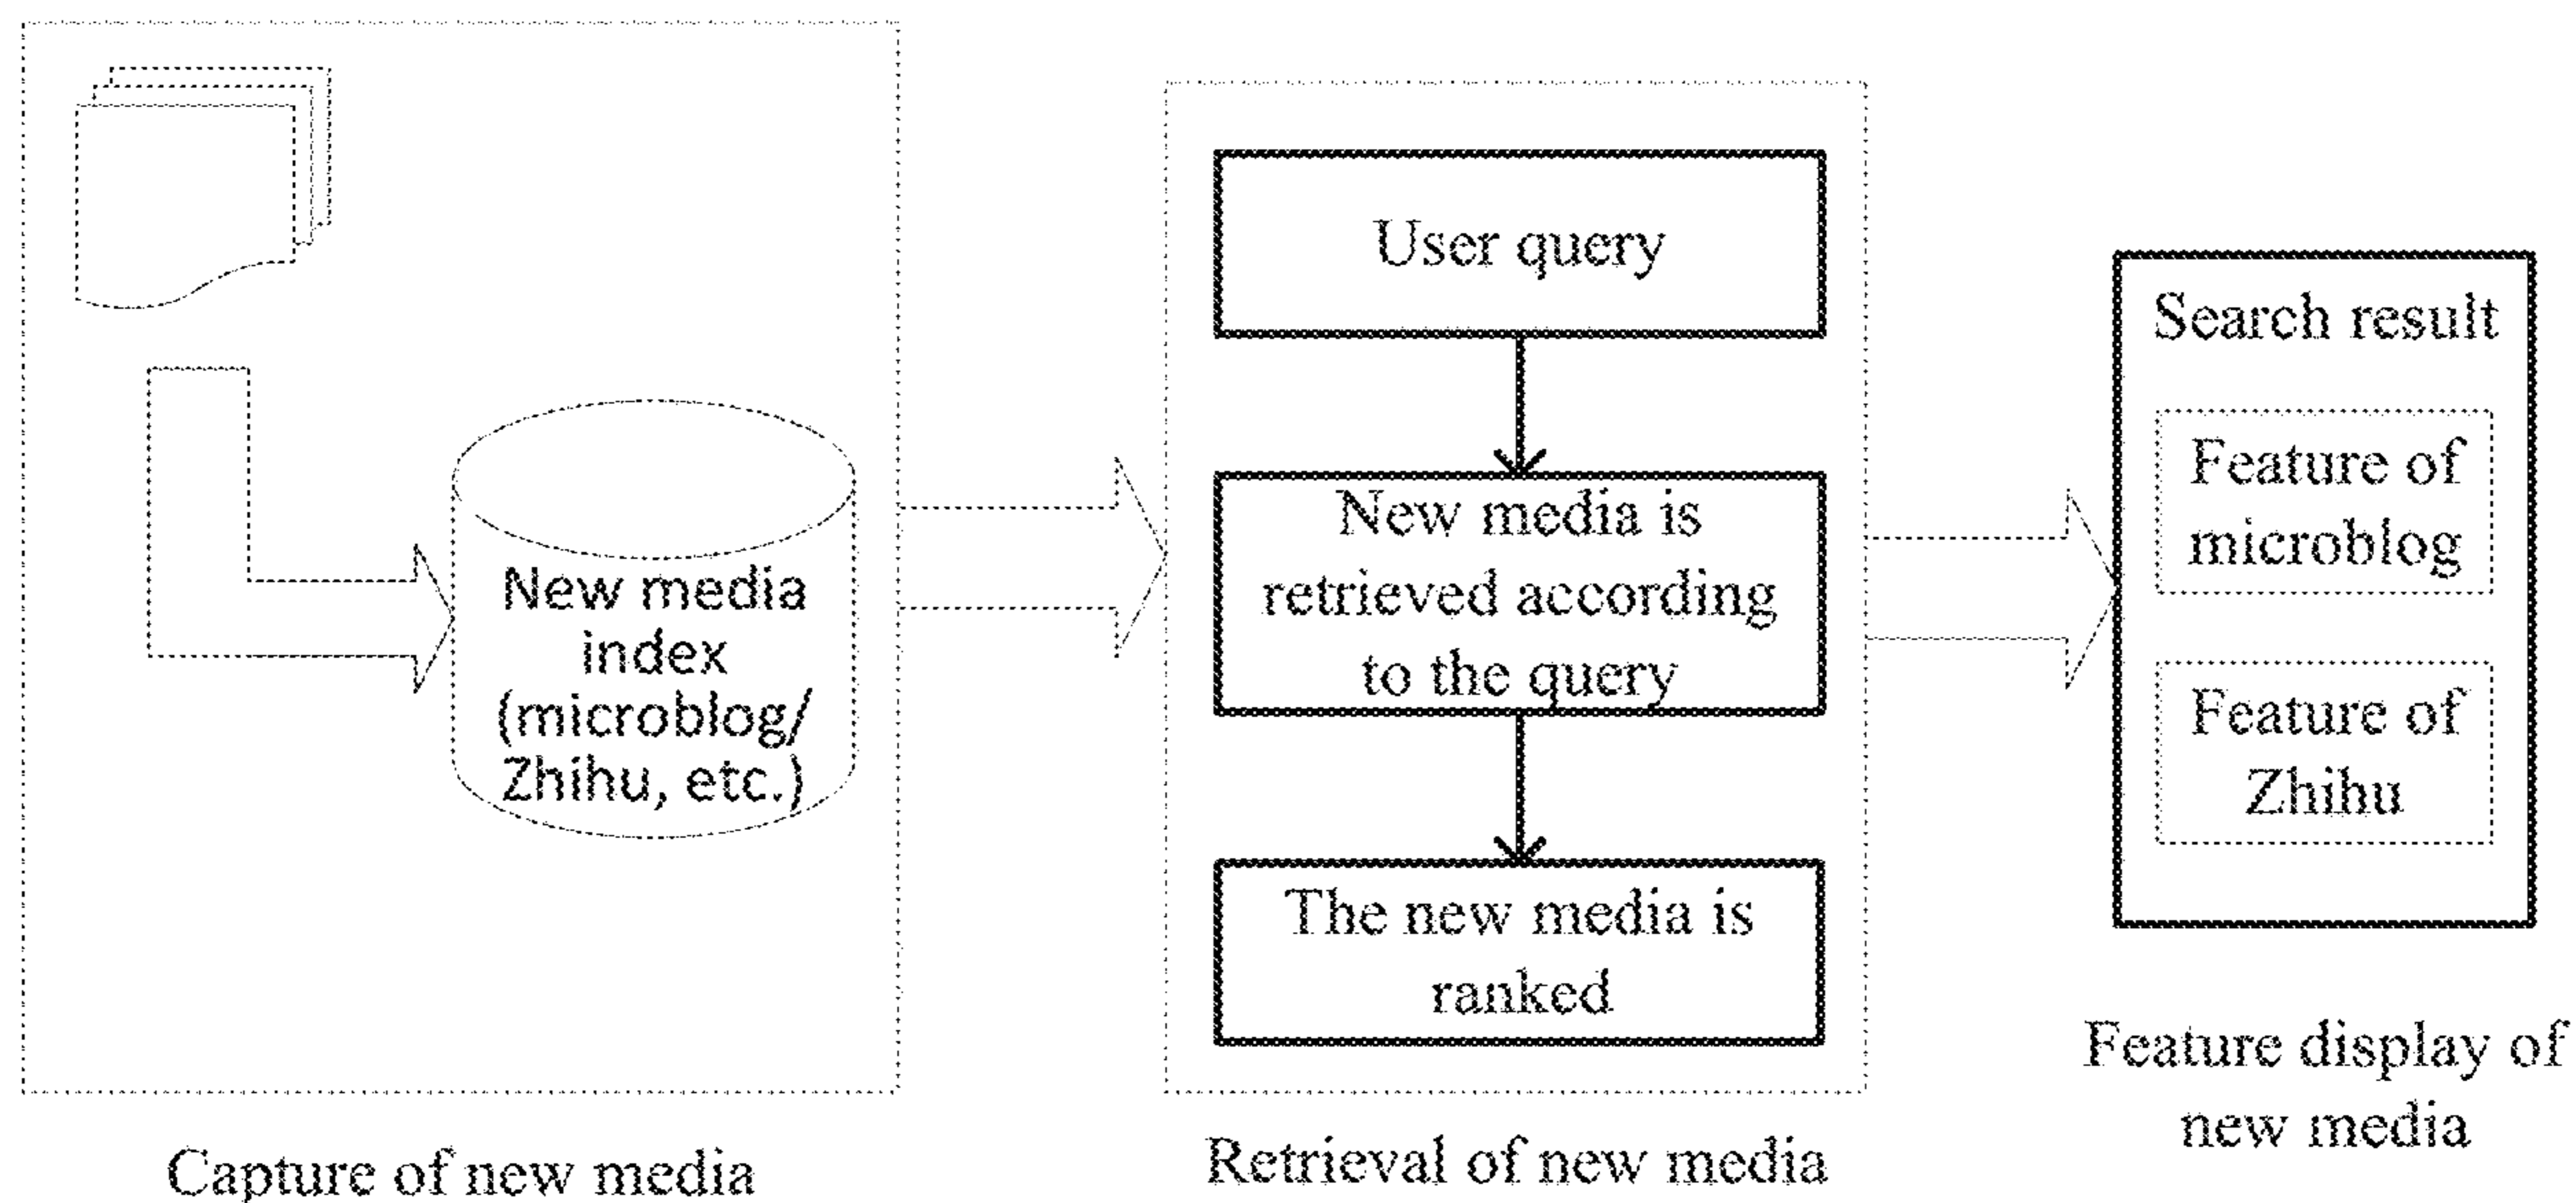 New media
index
(microblog/
Zhihu, etc.)
Capture of new media
User query
New media is
retrieved according
to the query
The new media is
ranked
Retrieval of new media
Search result
Feature of
microblog
Feature of
Zhihu
Feature display of
new media